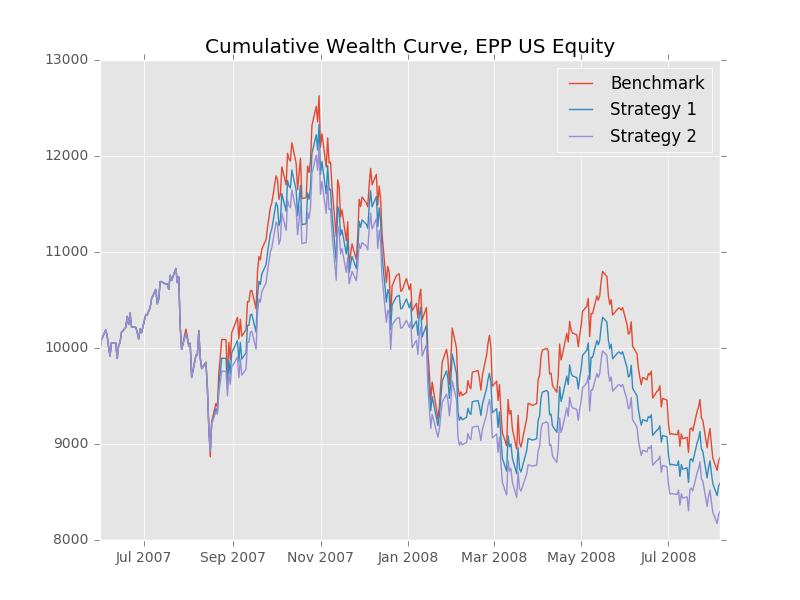 Cumulative Wealth Curve, EPP US Equity
13000
12000
11000
10000
9000
8000
Benchmark
Strategy 1
Strategy 2
Jul 2007 Sep 2007 Nov 2007 Jan 2008 Mar 2008 May 2008 Jul 2008